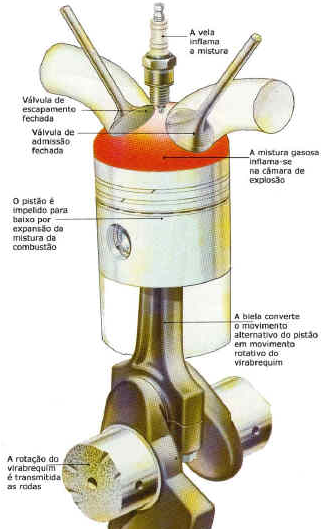 A vela
inflama
a mistura
Válvula de
escapamento
fechada
Válvula de
admissão
fechada
A mistura gasosa
inflama-se
na câmara de
explosão
O pistão é
impelido para
baixo por
expansão da
mistura da
combustão
A biela converte
o movimento
alternativo do pistão
em movimento
rotativo do
virabrequim
A rotação do
virabrequim
é transmitida
as rodas